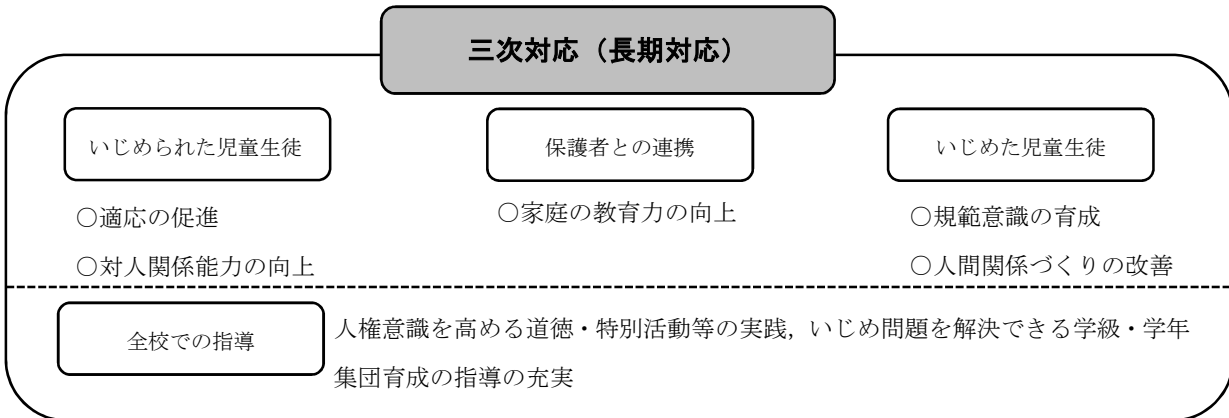 三次対応（長期対応）
いじめられた児童生徒
○適応の促進
○対人関係能力の向上
保護者との連携
○家庭の教育力の向上
いじめた児童生徒
○規範意識の育成
○人間関係づくりの改善
全校での指導
人権意識を高める道徳・特別活動等の実践，いじめ問題を解決できる学級・学年
集団育成の指導の充実